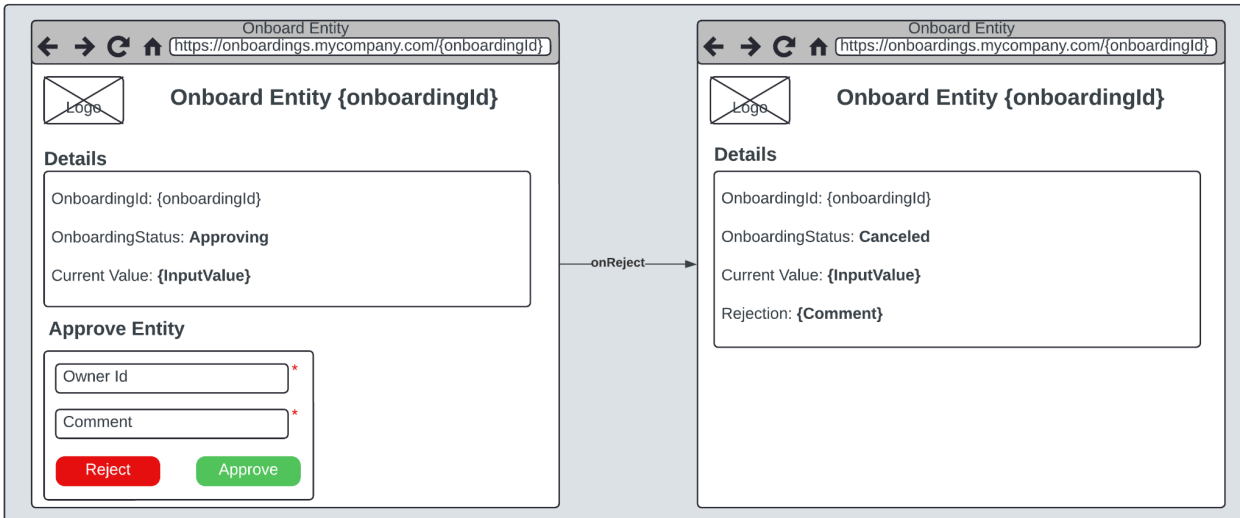 Onboard Entity
https://onboardings.mycompany.com/{onboardingId}
Logo
Onboard Entity {onboardingId}
Details
OnboardingId: {onboardingId}
OnboardingStatus: Approving
Current Value: {InputValue}
Approve Entity
Owner Id *
Comment *
Reject
Approve
onReject
Onboard Entity
https://onboardings.mycompany.com/{onboardingId}
Logo
Onboard Entity {onboardingId}
Details
OnboardingId: {onboardingId}
OnboardingStatus: Canceled
Current Value: {InputValue}
Rejection: {Comment}